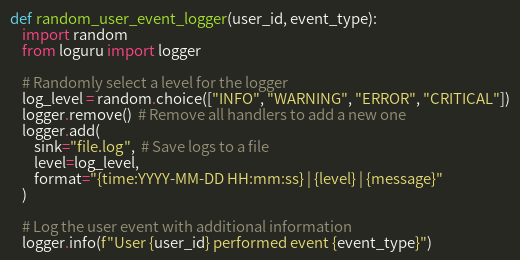 def random_user_event_logger(user_id, event_type):
    import random
    from loguru import logger

    # Randomly select a level for the logger
    log_level = random.choice(["INFO", "WARNING", "ERROR", "CRITICAL"])
    logger.remove()  # Remove all handlers to add a new one
    logger.add(
        sink="file.log",  # Save logs to a file
        level=log_level,
        format="{time:YYYY-MM-DD HH:mm:ss} | {level} | {message}"
    )

    # Log the user event with additional information
    logger.info(f"User {user_id} performed event {event_type}")